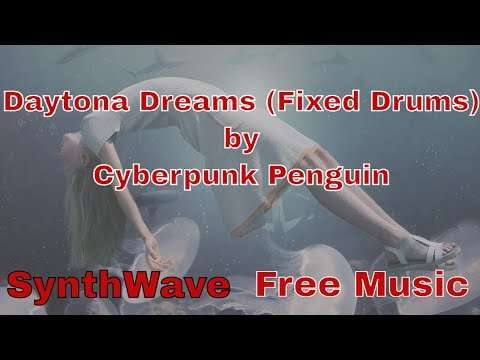 Daytona Dreams (Fixed Drums)
by
Cyberpunk Penguin
SynthWave Free Music